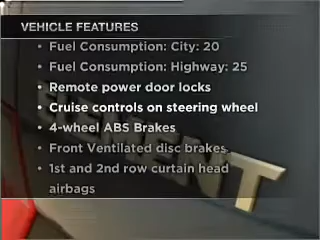 VEHICLE FEATURES
• Fuel Consumption: City: 20
• Fuel Consumption: Highway: 25
• Remote power door locks
• Cruise controls on steering wheel
• 4-wheel ABS Brakes
• Front Ventilated disc brakes
• 1st and 2nd row curtain head
airbags
ELEMENT